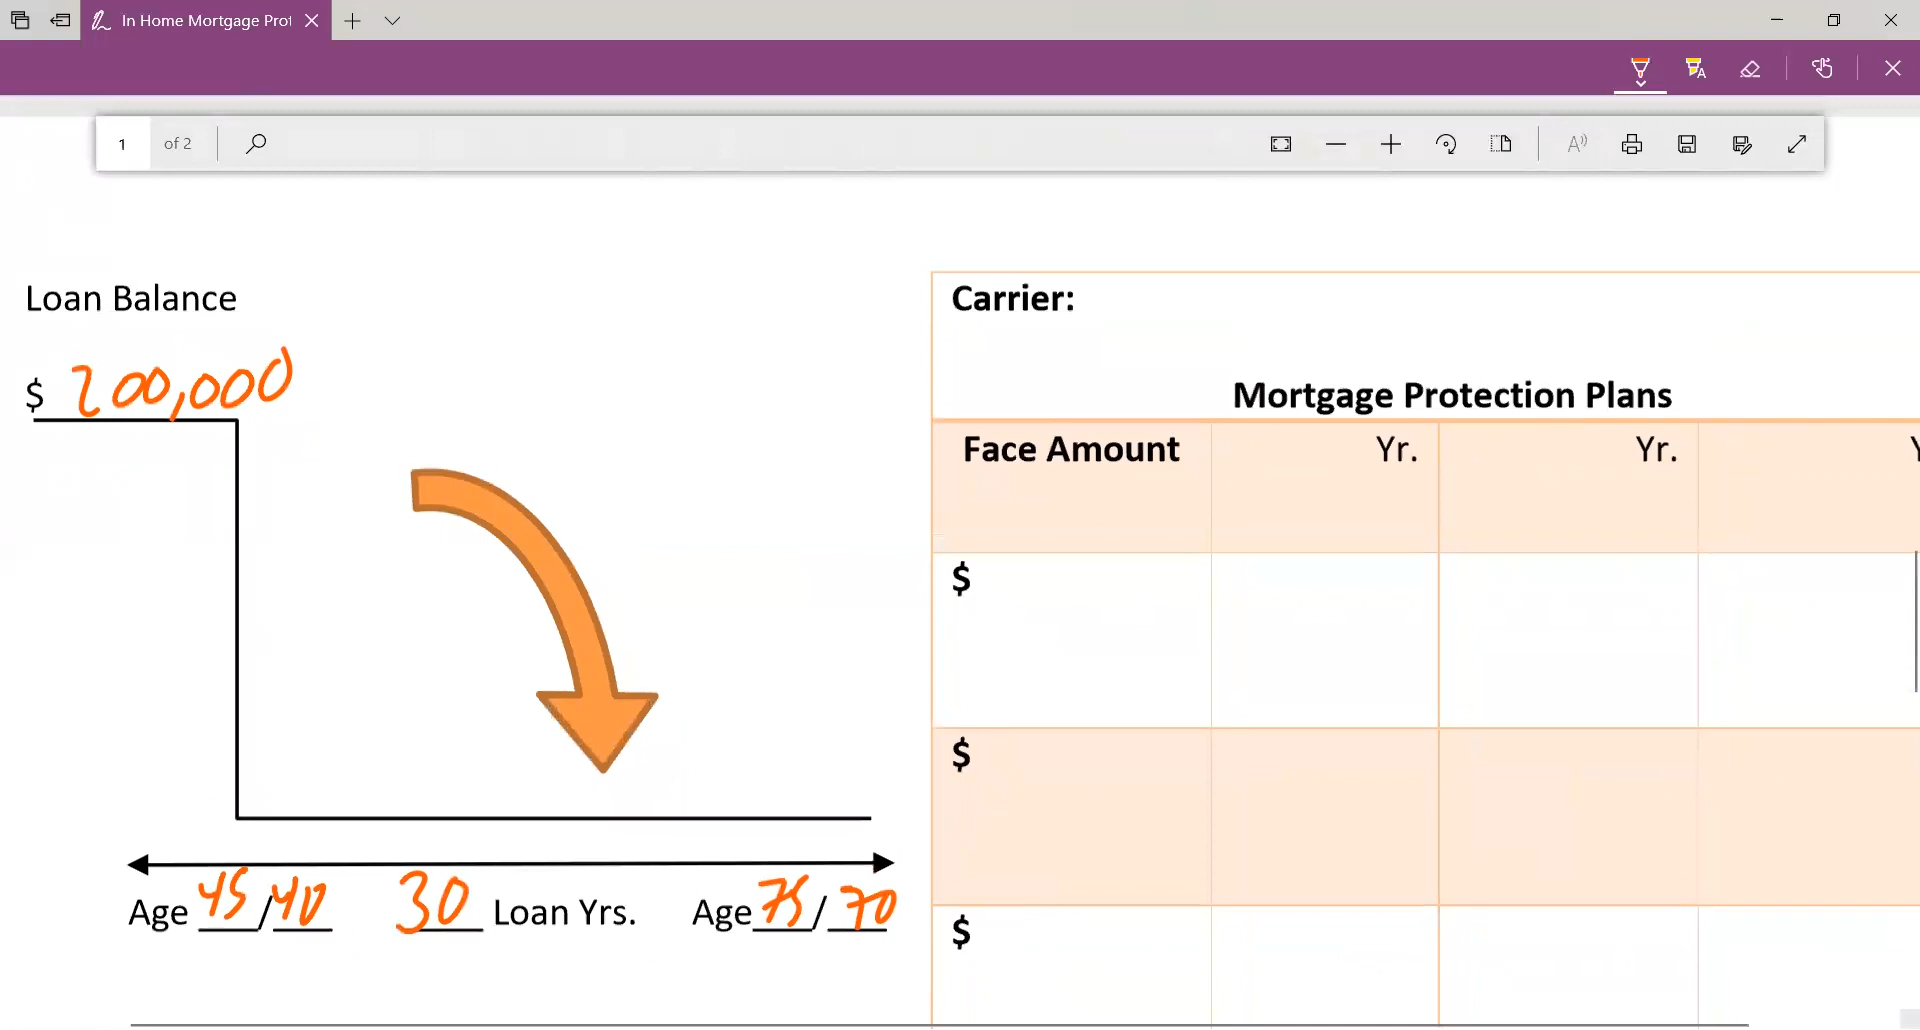 In Home Mortgage Prot
1 of 2
Loan Balance
$ 200,000
Age 45/40 30 Loan Yrs. Age 75/70
Carrier:
Mortgage Protection Plans
Face Amount Yr. Yr. Y
$
$
$